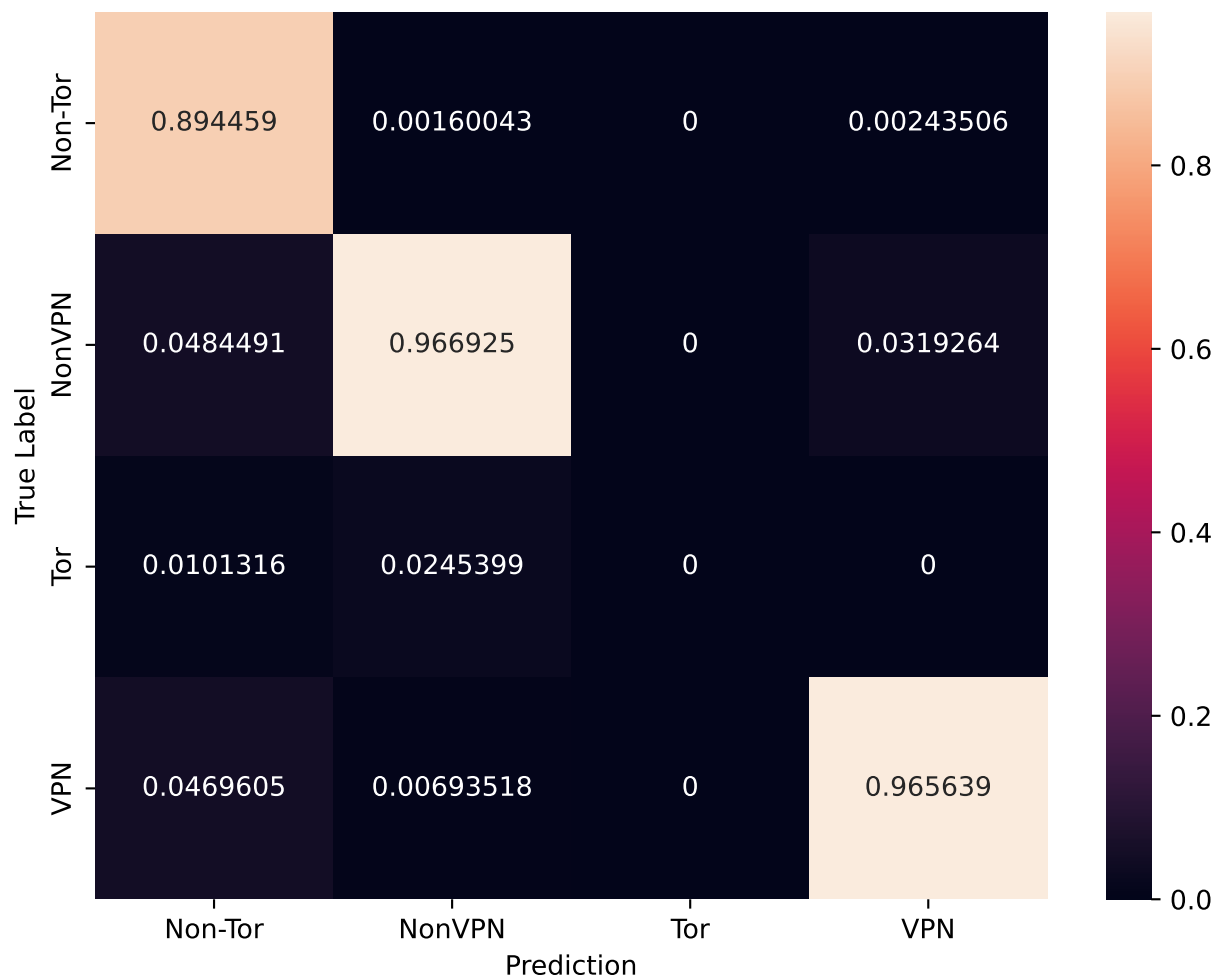 Non-Tor 0.894459 0.00160043 0 0.00243506
NonVPN 0.0484491 0.966925 0 0.0319264
Tor 0.0101316 0.0245399 0 0
VPN 0.0469605 0.00693518 0 0.965639
True Label
Non-Tor NonVPN Tor VPN
Prediction
0.8
0.6
0.4
0.2
0.0